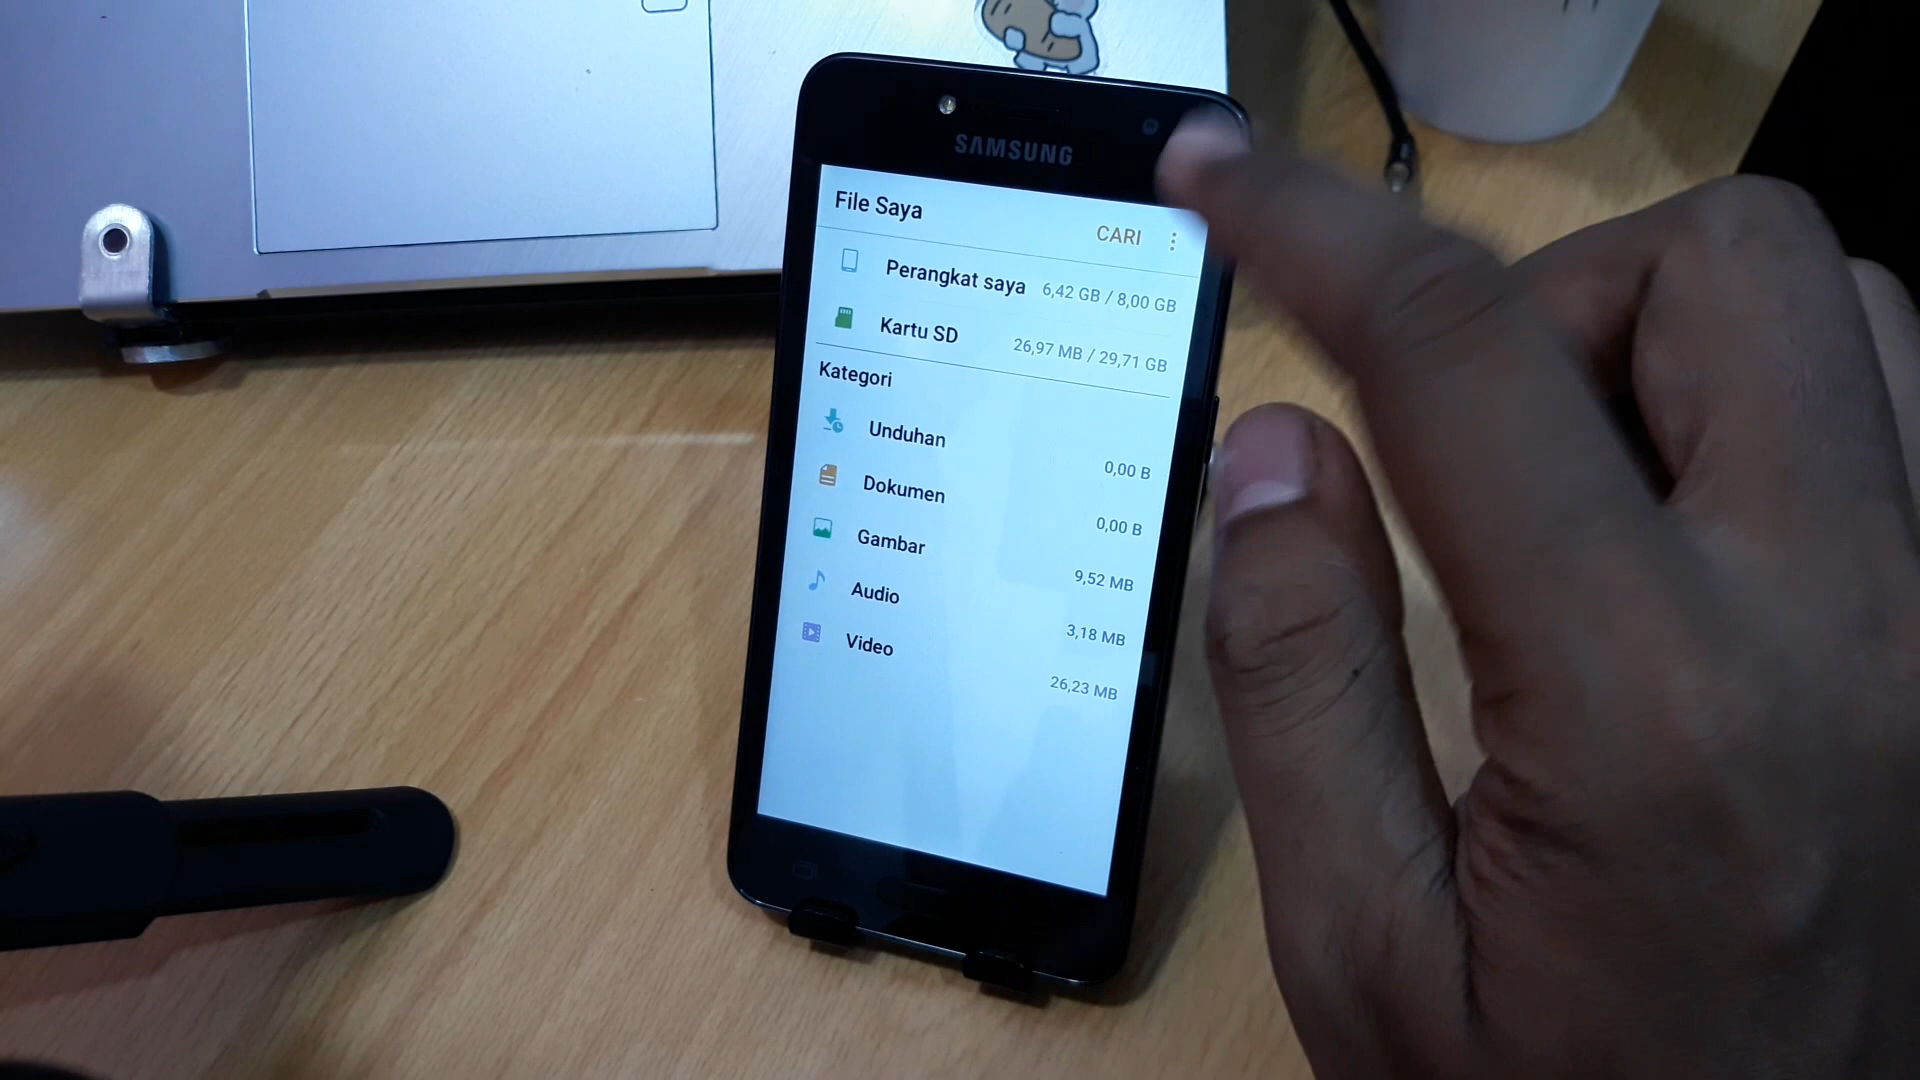 SAMSUNG
File Saya
CARI
Perangkat saya 6,42 GB / 8,00 GB
Kartu SD 26,97 MB / 29,71 GB
Kategori
Unduhan 0,00 B
Dokumen 0,00 B
Gambar 9,52 MB
Audio 3,18 MB
Video 26,23 MB